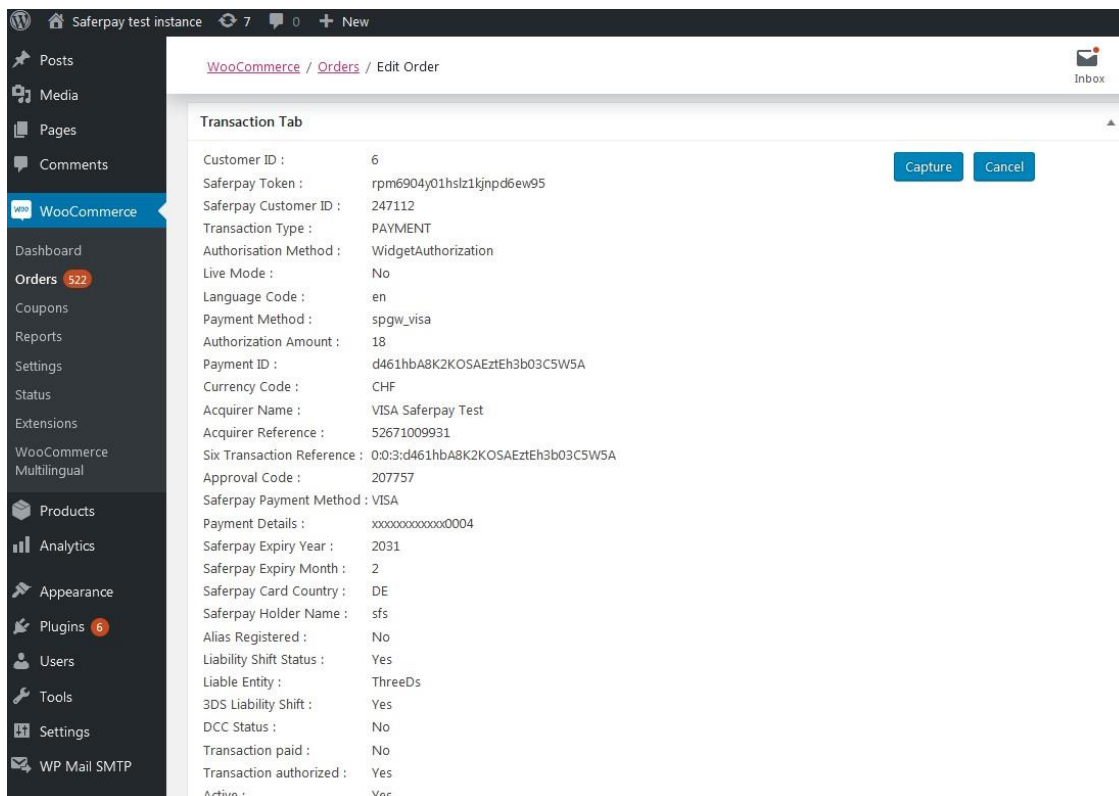 Saferpay test instance 7 0 + New
Posts
Media
Pages
Comments
WooCommerce
Dashboard
Orders 522
Coupons
Reports
Settings
Status
Extensions
WooCommerce
Multilingual
Products
Analytics
Appearance
Plugins 6
Users
Tools
Settings
WP Mail SMTP
WooCommerce / Orders / Edit Order
Inbox
Transaction Tab
Capture Cancel
Customer ID : 6
Saferpay Token : rpm6904y01hslz1kjnpd6ew95
Saferpay Customer ID : 247112
Transaction Type : PAYMENT
Authorisation Method : WidgetAuthorization
Live Mode : No
Language Code : en
Payment Method : spgw_visa
Authorization Amount : 18
Payment ID : d461hbA8K2KOSAEztEh3b03C5W5A
Currency Code : CHF
Acquirer Name : VISA Saferpay Test
Acquirer Reference : 52671009931
Six Transaction Reference : 0:0:3:d461hbA8K2KOSAEztEh3b03C5W5A
Approval Code : 207757
Saferpay Payment Method : VISA
Payment Details : xxxxxxxxxxxx0004
Saferpay Expiry Year : 2031
Saferpay Expiry Month : 2
Saferpay Card Country : DE
Saferpay Holder Name : sfs
Alias Registered : No
Liability Shift Status : Yes
Liable Entity : ThreeDs
3DS Liability Shift : Yes
DCC Status : No
Transaction paid : No
Transaction authorized : Yes
Active : Yes